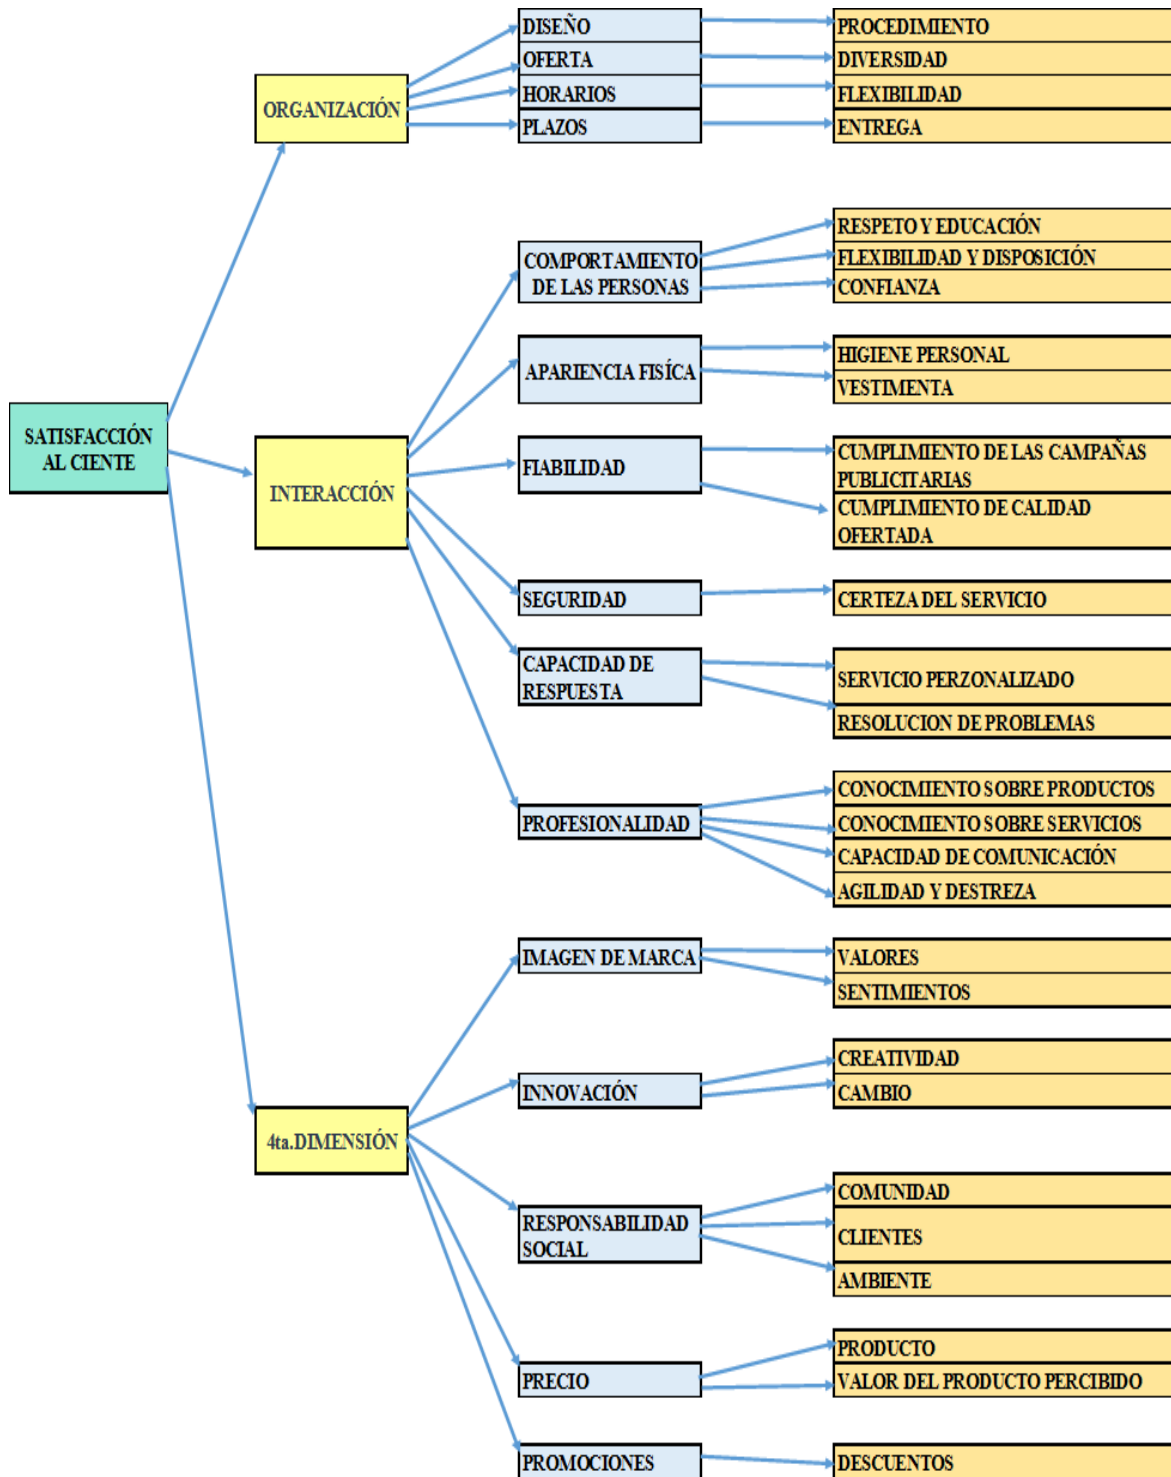 DISEÑO
PROCEDIMIENTO
OFERTA
DIVERSIDAD
ORGANIZACIÓN
HORARIOS
FLEXIBILIDAD
PLAZOS
ENTREGA
COMPORTAMIENTO
DE LAS PERSONAS
RESPETO Y EDUCACIÓN
FLEXIBILIDAD Y DISPOSICIÓN
CONFIANZA
APARIENCIA FISÍCA
HIGIENE PERSONAL
VESTIMENTA
SATISFACCIÓN
AL CIENTE
INTERACCIÓN
FIABILIDAD
CUMPLIMIENTO DE LAS CAMPAÑAS
PUBLICITARIAS
CUMPLIMIENTO DE CALIDAD
OFERTADA
SEGURIDAD
CERTEZA DEL SERVICIO
CAPACIDAD DE
RESPUESTA
SERVICIO PERZONALIZADO
RESOLUCION DE PROBLEMAS
PROFESIONALIDAD
CONOCIMIENTO SOBRE PRODUCTOS
CONOCIMIENTO SOBRE SERVICIOS
CAPACIDAD DE COMUNICACIÓN
AGILIDAD Y DESTREZA
IMAGEN DE MARCA
VALORES
SENTIMIENTOS
4ta.DIMENSIÓN
INNOVACIÓN
CREATIVIDAD
CAMBIO
RESPONSABILIDAD
SOCIAL
COMUNIDAD
CLIENTES
AMBIENTE
PRECIO
PRODUCTO
VALOR DEL PRODUCTO PERCIBIDO
PROMOCIONES
DESCUENTOS